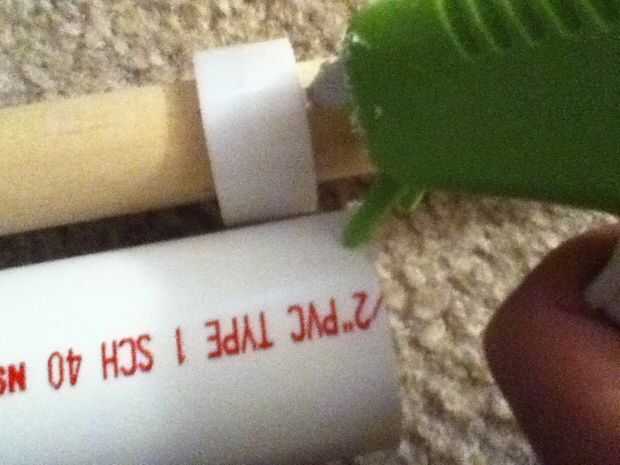 /2" PVC TYPE 1 SCH 40 NS